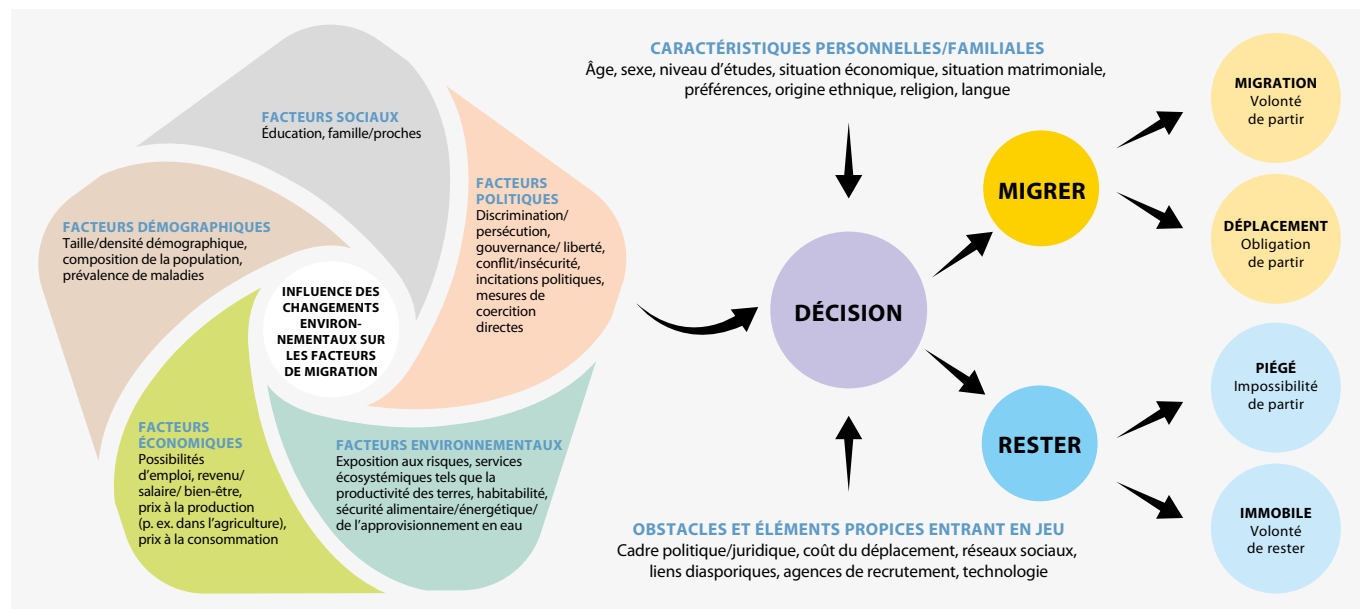 FACTEURS SOCIAUX
Éducation, famille/proches
FACTEURS
POLITIQUES
Discrimination/
persécution,
gouvernance/ liberté,
conflit/insécurité,
incitations politiques,
mesures de
coercition
directes
FACTEURS DÉMOGRAPHIQUES
Taille/densité démographique,
composition de la population,
prévalence de maladies
INFLUENCE DES
CHANGEMENTS
ENVIRON-
NEMENTAUX SUR
LES FACTEURS
DE MIGRATION
FACTEURS
ÉCONOMIQUES
Possibilités
d'emploi, revenu/
salaire/ bien-être,
prix à la production
(p. ex. dans l'agriculture),
prix à la consommation
FACTEURS ENVIRONNEMENTAUX
Exposition aux risques, services
écosystémiques tels que la
productivité des terres, habitabilité,
sécurité alimentaire/énergétique/
de l'approvisionnement en eau
CARACTÉRISTIQUES PERSONNELLES/FAMILIALES
Âge, sexe, niveau d'études, situation économique, situation matrimoniale,
préférences, origine ethnique, religion, langue
DÉCISION
OBSTACLES ET ÉLÉMENTS PROPICES ENTRANT EN JEU
Cadre politique/juridique, coût du déplacement, réseaux sociaux,
liens diasporiques, agences de recrutement, technologie
MIGRER
RESTER
MIGRATION
Volonté
de partir
DÉPLACEMENT
Obligation
de partir
PIÉGÉ
Impossibilité
de partir
IMMOBILE
Volonté
de rester